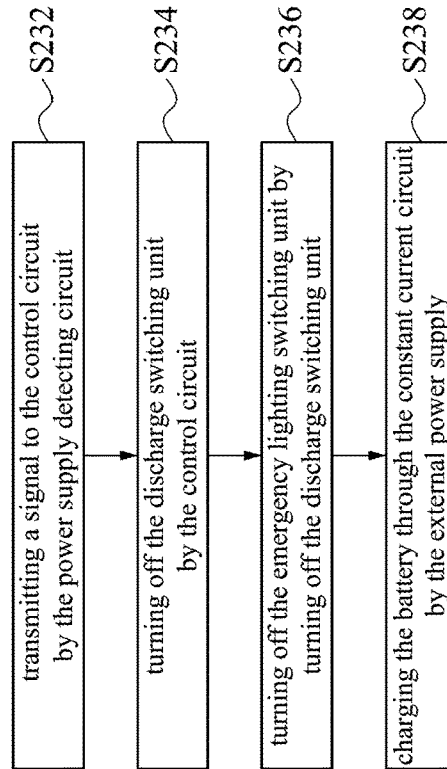 transmitting a signal to the control circuit
by the power supply detecting circuit
S232
turning off the discharge switching unit
by the control circuit
S234
turning off the emergency lighting switching unit by
turning off the discharge switching unit
S236
charging the battery through the constant current circuit
by the external power supply
S238